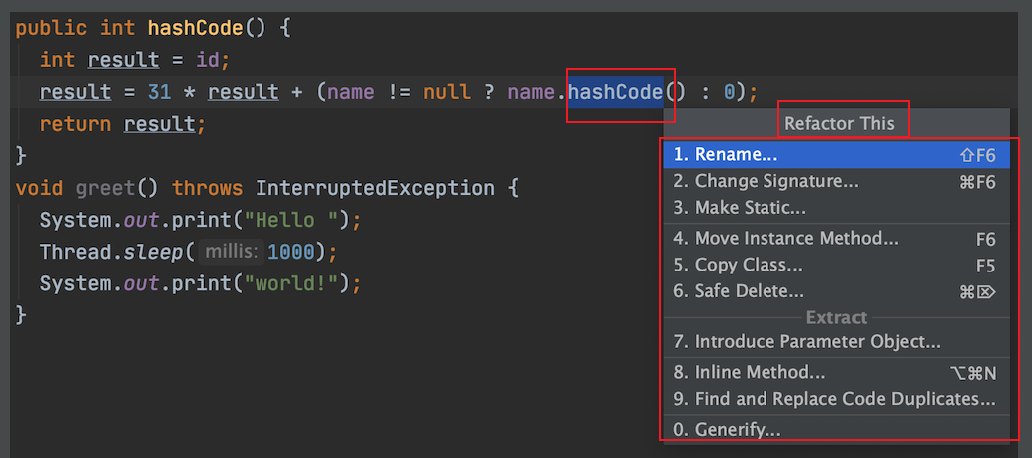 public int hashCode() {
int result = id;
result = 31 * result + (name != null ? name.hashCode() : 0);
return result;
}
void greet() throws InterruptedException {
System.out.print("Hello ");
Thread.sleep( millis: 1000);
System.out.print("world!");
}
Refactor This
1. Rename... ⇧F6
2. Change Signature... ⌘F6
3. Make Static...
4. Move Instance Method... F6
5. Copy Class... F5
6. Safe Delete... ⌘⌦
Extract
7. Introduce Parameter Object...
8. Inline Method... ⌥⌘N
9. Find and Replace Code Duplicates...
0. Generify...